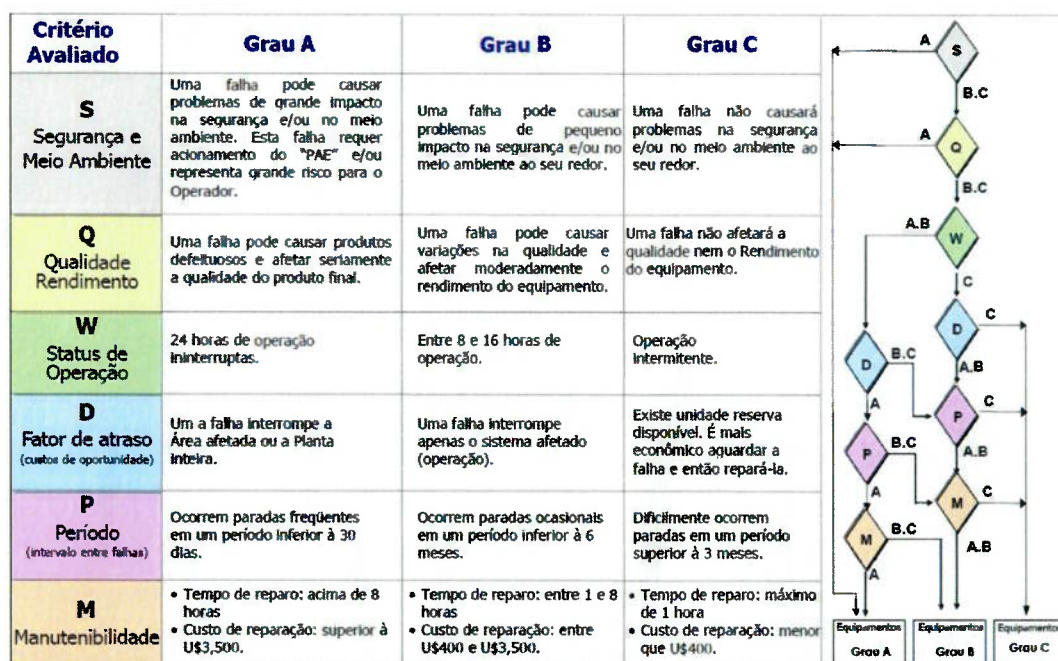 Critério
Avaliado
Grau A
Grau B
Grau C
S
Segurança e
Meio Ambiente
Uma falha pode causar
problemas de grande impacto
na segurança e/ou no meio
ambiente. Esta falha requer
acionamento do "PAE" e/ou
representa grande risco para o
Operador.
Uma falha pode causar
problemas de pequeno
impacto na segurança e/ou no
meio ambiente ao seu redor.
Uma falha não causará
problemas na segurança
e/ou no meio ambiente ao
seu redor.
Q
Qualidade
Rendimento
Uma falha pode causar produtos
defeituosos e afetar seriamente
a qualidade do produto final.
Uma falha pode causar
variações na qualidade e
afetar moderadamente o
rendimento do equipamento.
Uma falha não afetará a
qualidade nem o Rendimento
do equipamento.
W
Status de
Operação
24 horas de operação
ininterruptas.
Entre 8 e 16 horas de
operação.
Operação
intermitente.
D
Fator de atraso
(custos de oportunidade)
Um a falha interrompe a
Área afetada ou a Planta
inteira.
Uma falha interrompe
apenas o sistema afetado
(operação).
Existe unidade reserva
disponível. É mais
econômico aguardar a
falha e então repará-la.
P
Período
(intervalo entre falhas)
Ocorrem paradas freqüentes
em um período inferior à 30
dias.
Ocorrem paradas ocasionais
em um período inferior à 6
meses.
Dificilmente ocorrem
paradas em um período
superior à 3 meses.
M
Manutenibilidade
• Tempo de reparo: acima de 8
horas
• Custo de reparação: superior à
U$3,500.
• Tempo de reparo: entre 1 e 8
horas
• Custo de reparação: entre
U$400 e U$3,500.
• Tempo de reparo: máximo
de 1 hora
• Custo de reparação: menor
que U$400.
A
S
B.C
A
Q
B.C
A.B
W
C
D
C
D
B.C
A.B
A
P
C
P
B.C
A.B
A
M
C
M
B.C
A.B
A
Equipamentos
Grau A
Equipamentos
Grau B
Equipamentos
Grau C